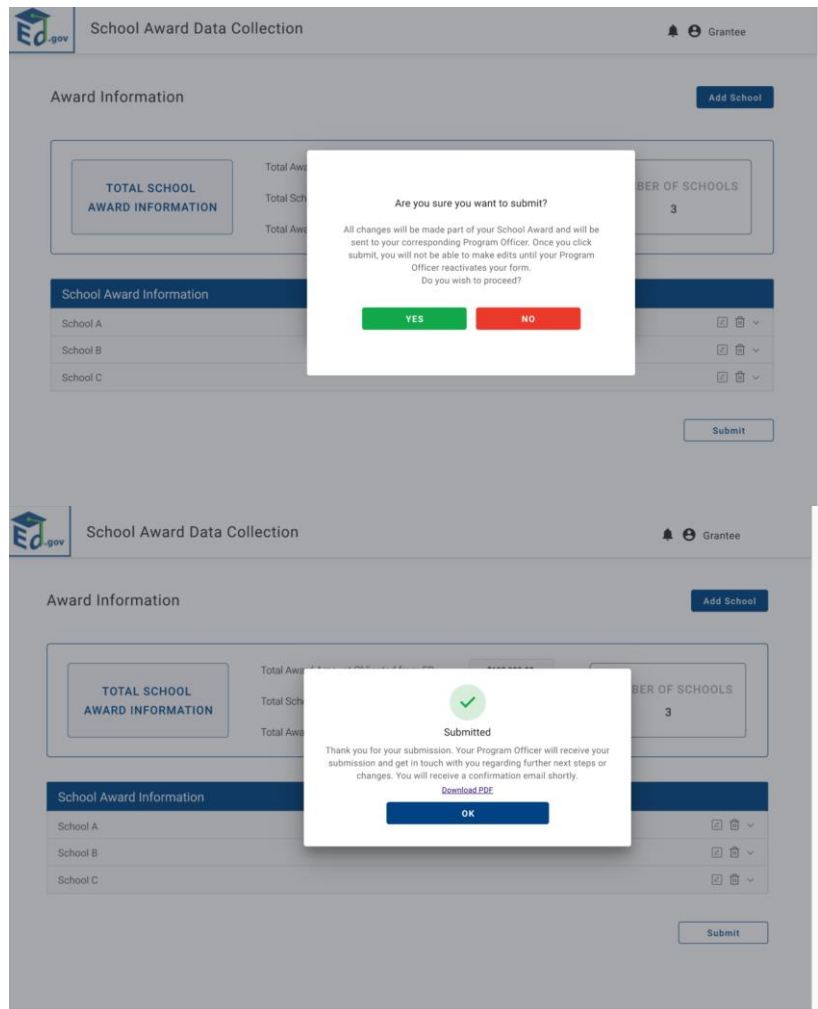 Ed.gov
School Award Data Collection
Grantee
Award Information
Add School
TOTAL SCHOOL
AWARD INFORMATION
Total Awa
Total Sch
Total Awa
BER OF SCHOOLS
3
Are you sure you want to submit?
All changes will be made part of your School Award and will be
sent to your corresponding Program Officer. Once you click
submit, you will not be able to make edits until your Program
Officer reactivates your form.
Do you wish to proceed?
YES
NO
School Award Information
School A
School B
School C
Submit
Ed.gov
School Award Data Collection
Grantee
Award Information
Add School
TOTAL SCHOOL
AWARD INFORMATION
Total Awa
Total Sch
Total Awa
BER OF SCHOOLS
3
Submitted
Thank you for your submission. Your Program Officer will receive your
submission and get in touch with you regarding further next steps or
changes. You will receive a confirmation email shortly.
Download PDF
OK
School Award Information
School A
School B
School C
Submit